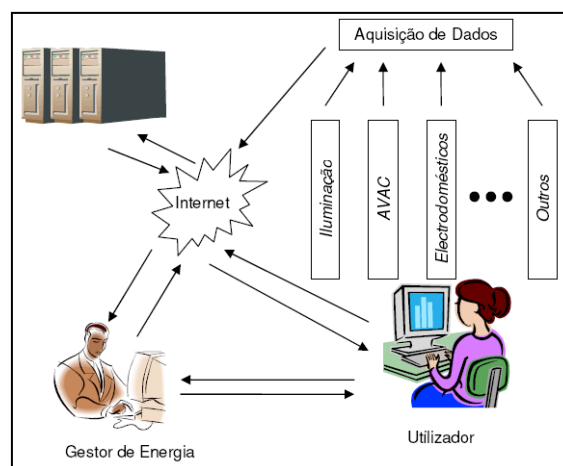 Aquisição de Dados
Internet
Iluminação
AVAC
Electrodomésticos
Outros
Gestor de Energia
Utilizador